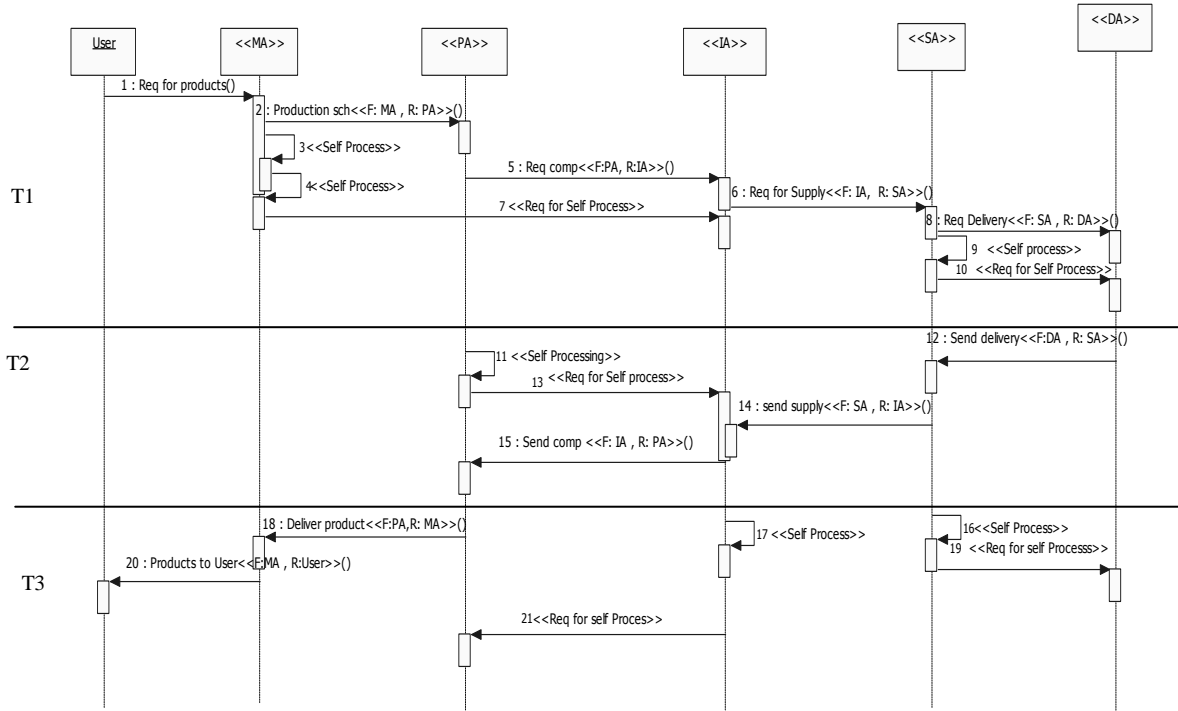 User
<<MA>>
<<PA>>
<<IA>>
<<SA>>
<<DA>>
1 : Req for products()
2 : Production sch<<F: MA , R: PA>>()
3<<Self Process>>
4<<Self Process>>
5 : Req comp<<F:PA, R:IA>>()
6 : Req for Supply<<F: IA, R: SA>>()
7 <<Req for Self Process>>
8 : Req Delivery<<F: SA , R: DA>>()
9 <<Self process>>
10 <<Req for Self Process>>
T1
T2
11 <<Self Processing>>
12 : Send delivery<<F:DA , R: SA>>()
13 <<Req for Self process>>
14 : send supply<<F: SA , R: IA>>()
15 : Send comp <<F: IA , R: PA>>()
T3
16<<Self Process>>
17 <<Self Process>>
18 : Deliver product<<F:PA,R: MA>>()
19 <<Req for self Processs>>
20 : Products to User<<F:MA , R:User>>()
21<<Req for self Proces>>